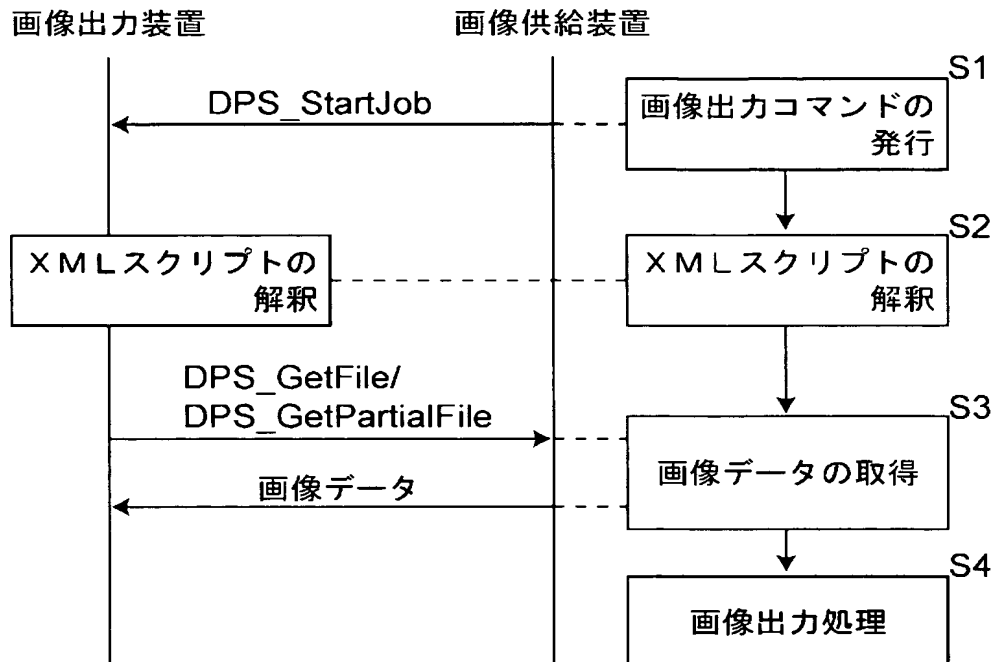 画像出力装置
画像供給装置
S1
DPS_StartJob
画像出力コマンドの
発行
S2
XMLスクリプトの
解釈
XMLスクリプトの
解釈
DPS_GetFile/
DPS_GetPartialFile
S3
画像データの取得
画像データ
S4
画像出力処理